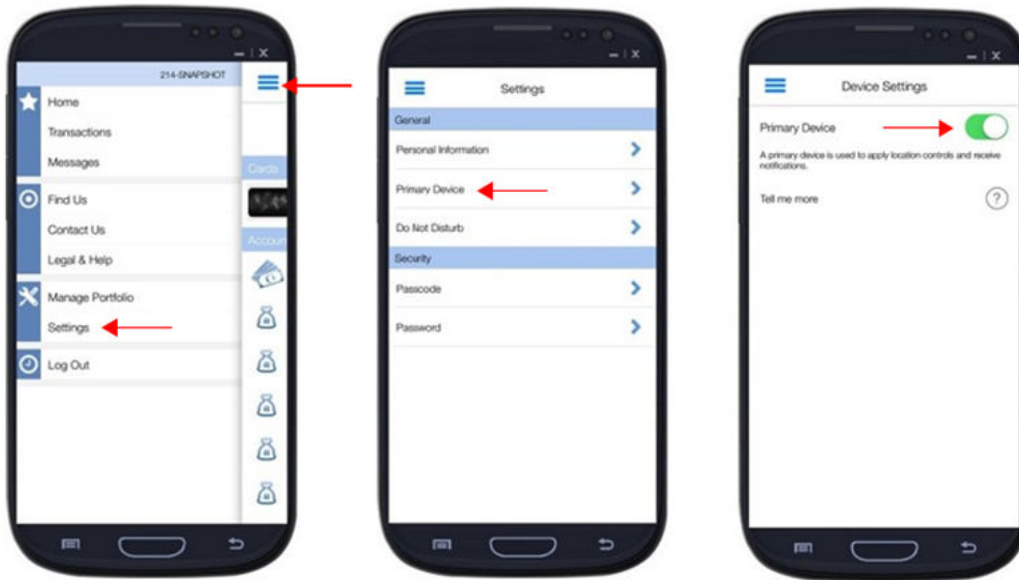 – | X
214-SNAPSHOT
Home
Transactions
Messages
Find Us
Contact Us
Legal & Help
Manage Portfolio
Settings
Log Out
Cards
Accoun
– | X
Settings
General
Personal Information
Primary Device
Do Not Disturb
Security
Passcode
Password
– | X
Device Settings
Primary Device
A primary device is used to apply location controls and receive
notifications.
Tell me more
?